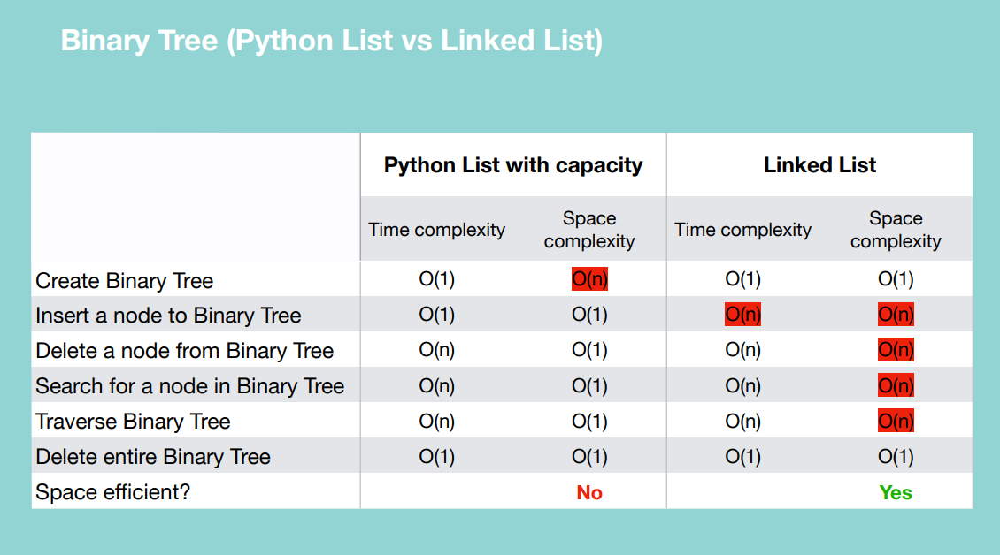 Binary Tree (Python List vs Linked List)
Python List with capacity Linked List
Time complexity Space complexity Time complexity Space complexity
Create Binary Tree O(1) O(n) O(1) O(1)
Insert a node to Binary Tree O(1) O(1) O(n) O(n)
Delete a node from Binary Tree O(n) O(1) O(n) O(n)
Search for a node in Binary Tree O(n) O(1) O(n) O(n)
Traverse Binary Tree O(n) O(1) O(n) O(n)
Delete entire Binary Tree O(1) O(1) O(1) O(1)
Space efficient? No Yes